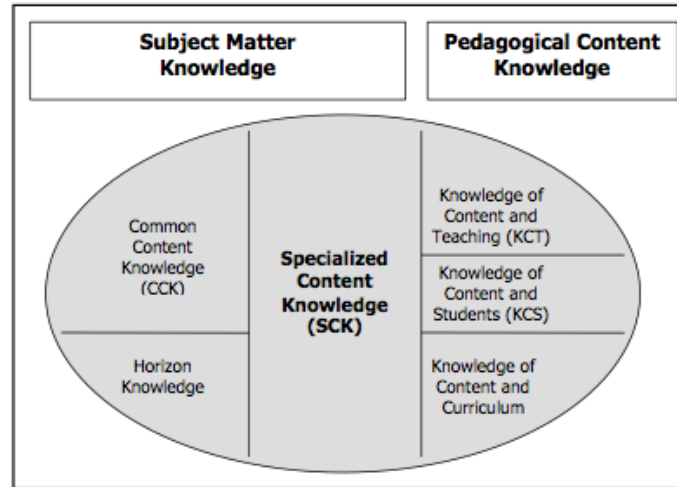 Subject Matter
Knowledge
Pedagogical Content
Knowledge
Common
Content
Knowledge
(CCK)
Horizon
Knowledge
Specialized
Content
Knowledge
(SCK)
Knowledge of
Content and
Teaching (KCT)
Knowledge of
Content and
Students (KCS)
Knowledge of
Content and
Curriculum